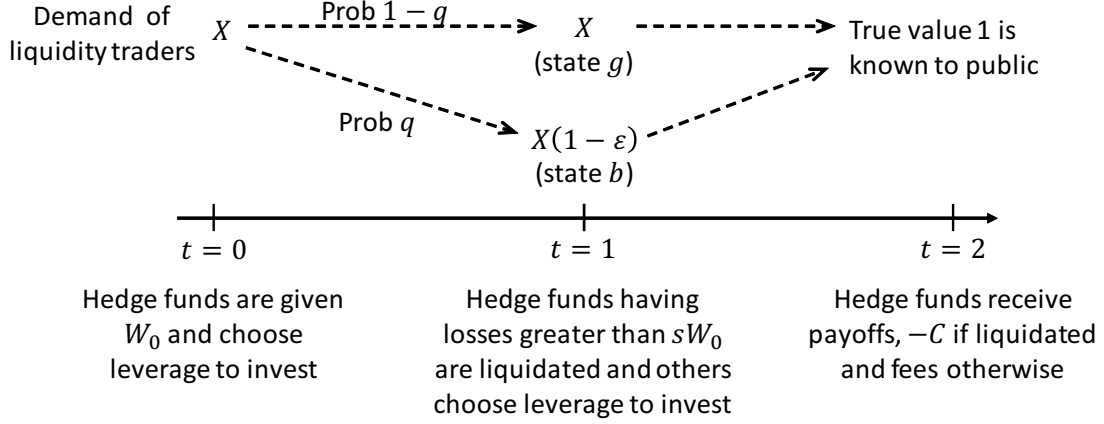 Demand of
liquidity traders
X
Prob 1 − q
X
(state g)
True value 1 is
known to public
Prob q
X(1 − ε)
(state b)
t = 0
t = 1
t = 2
Hedge funds are given
W₀ and choose
leverage to invest
Hedge funds having
losses greater than sW₀
are liquidated and others
choose leverage to invest
Hedge funds receive
payoffs, −C if liquidated
and fees otherwise